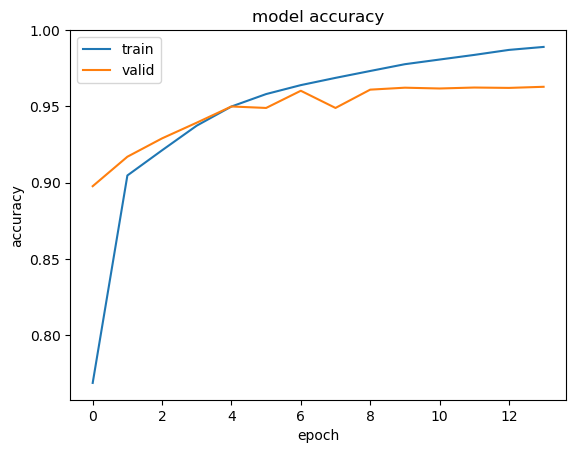 model accuracy
train
valid
1.00
0.95
0.90
0.85
0.80
accuracy
0 2 4 6 8 10 12
epoch